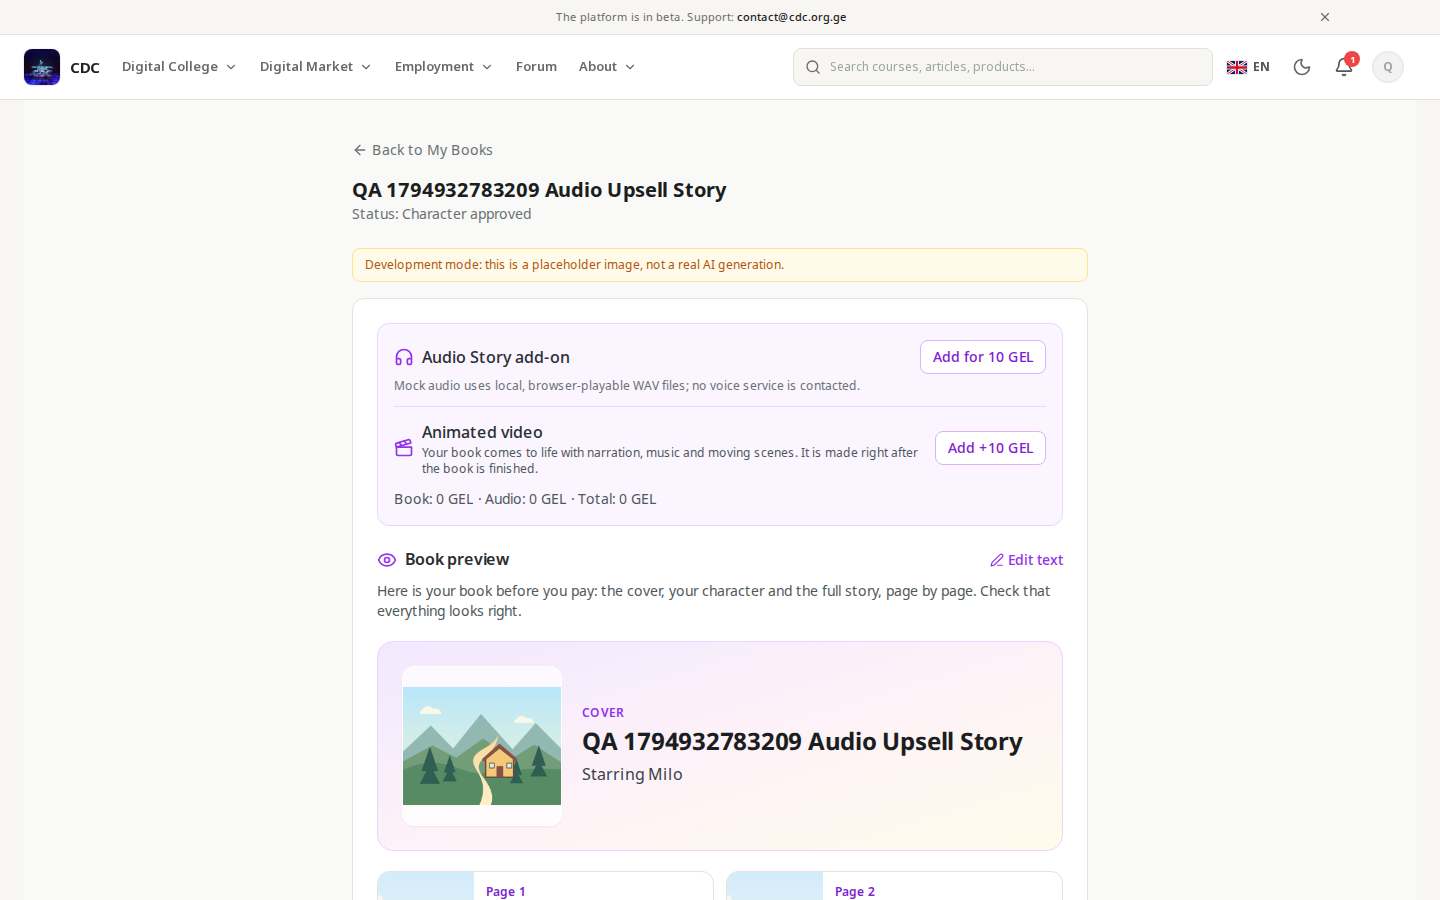 The platform is in beta. Support: contact@cdc.org.ge
CDC
Digital College
Digital Market
Employment
Forum
About
Search courses, articles, products...
EN
1
Q
Back to My Books
QA 1794932783209 Audio Upsell Story
Status: Character approved
Development mode: this is a placeholder image, not a real AI generation.
Audio Story add-on
Add for 10 GEL
Mock audio uses local, browser-playable WAV files; no voice service is contacted.
Animated video
Your book comes to life with narration, music and moving scenes. It is made right after
the book is finished.
Add +10 GEL
Book: 0 GEL · Audio: 0 GEL · Total: 0 GEL
Book preview
Edit text
Here is your book before you pay: the cover, your character and the full story, page by page. Check that
everything looks right.
COVER
QA 1794932783209 Audio Upsell Story
Starring Milo
Page 1
Page 2